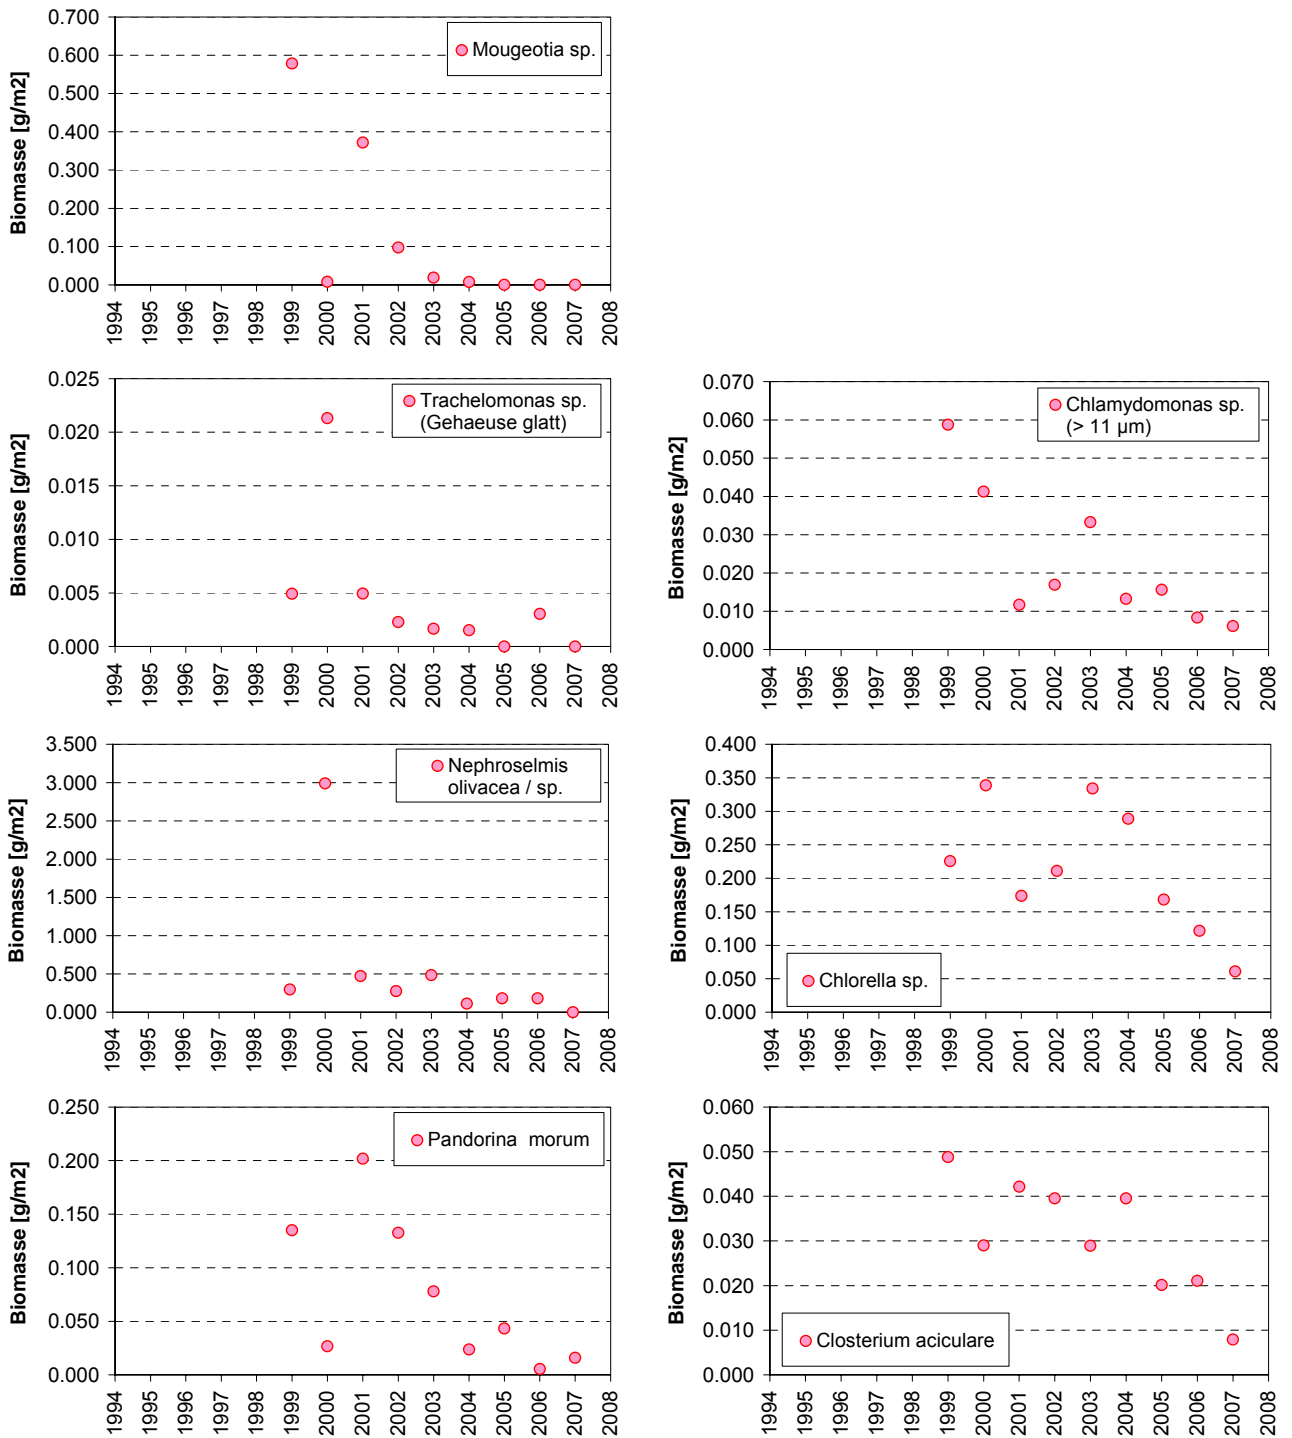 Biomasse [g/m2]
0.700
0.600
0.500
0.400
0.300
0.200
0.100
0.000
Mougeotia sp.
1994 1995 1996 1997 1998 1999 2000 2001 2002 2003 2004 2005 2006 2007 2008
Biomasse [g/m2]
0.025
0.020
0.015
0.010
0.005
0.000
Trachelomonas sp.
(Gehaeuse glatt)
1994 1995 1996 1997 1998 1999 2000 2001 2002 2003 2004 2005 2006 2007 2008
Biomasse [g/m2]
0.070
0.060
0.050
0.040
0.030
0.020
0.010
0.000
Chlamydomonas sp.
(> 11 µm)
1994 1995 1996 1997 1998 1999 2000 2001 2002 2003 2004 2005 2006 2007 2008
Biomasse [g/m2]
3.500
3.000
2.500
2.000
1.500
1.000
0.500
0.000
Nephroselmis
olivacea / sp.
1994 1995 1996 1997 1998 1999 2000 2001 2002 2003 2004 2005 2006 2007 2008
Biomasse [g/m2]
0.400
0.350
0.300
0.250
0.200
0.150
0.100
0.050
0.000
Chlorella sp.
1994 1995 1996 1997 1998 1999 2000 2001 2002 2003 2004 2005 2006 2007 2008
Biomasse [g/m2]
0.250
0.200
0.150
0.100
0.050
0.000
Pandorina morum
1994 1995 1996 1997 1998 1999 2000 2001 2002 2003 2004 2005 2006 2007 2008
Biomasse [g/m2]
0.060
0.050
0.040
0.030
0.020
0.010
0.000
Closterium aciculare
1994 1995 1996 1997 1998 1999 2000 2001 2002 2003 2004 2005 2006 2007 2008